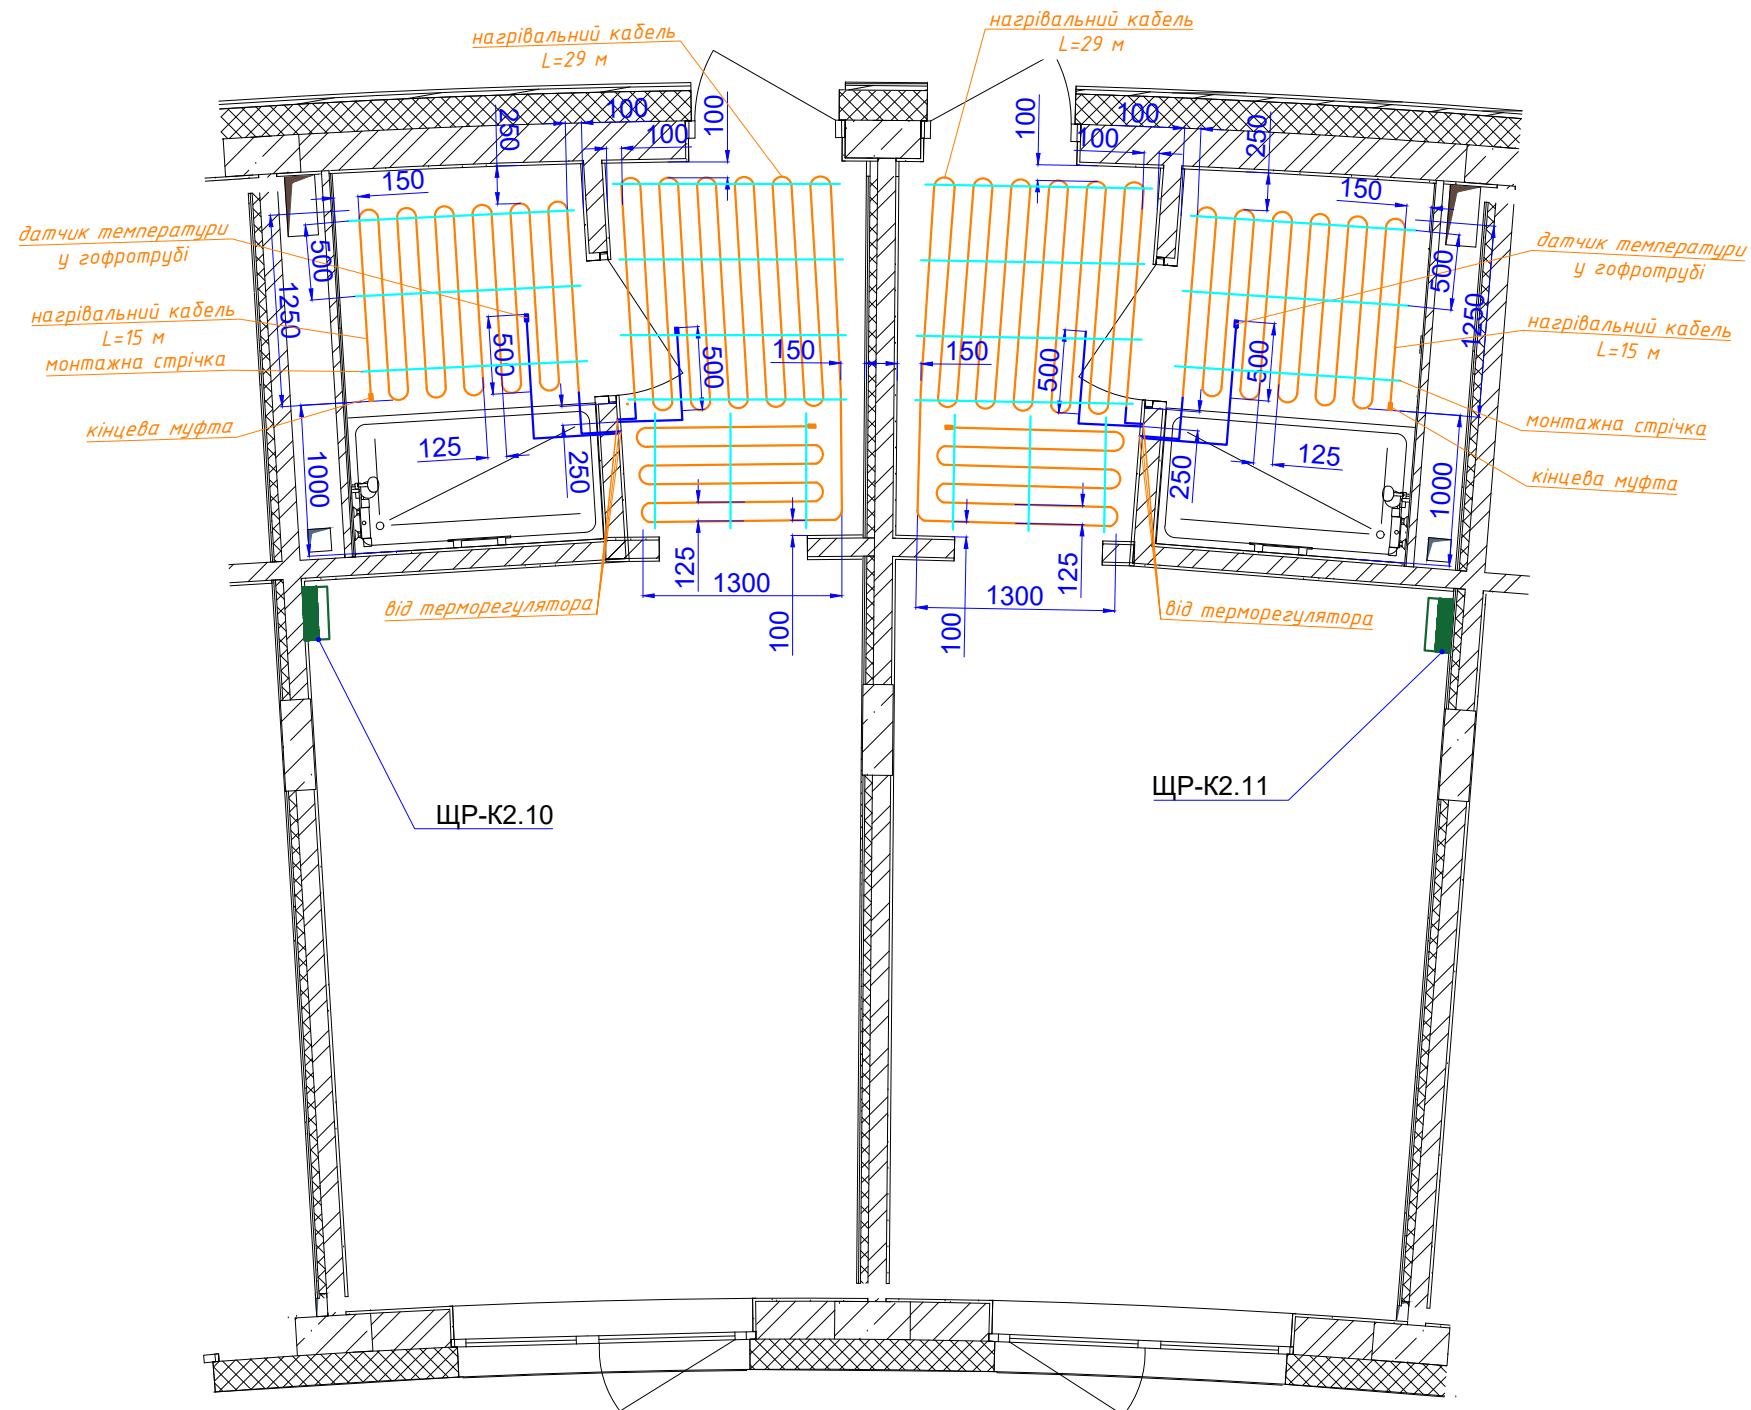 нагрівальний кабель
L=29 м
нагрівальний кабель
L=29 м
100
100
100
250
100
100
100
250
150
150
датчик температури
у гофротрубі
датчик температури
у гофротрубі
500
1250
500
1250
нагрівальний кабель
L=15 м
монтажна стрічка
нагрівальний кабель
L=15 м
500
500
150
150
500
500
кінцева муфта
монтажна стрічка
125
250
1000
125
250
1000
кінцева муфта
125
1300
100
125
1300
100
від терморегулятора
від терморегулятора
ЩР-К2.10
ЩР-К2.11